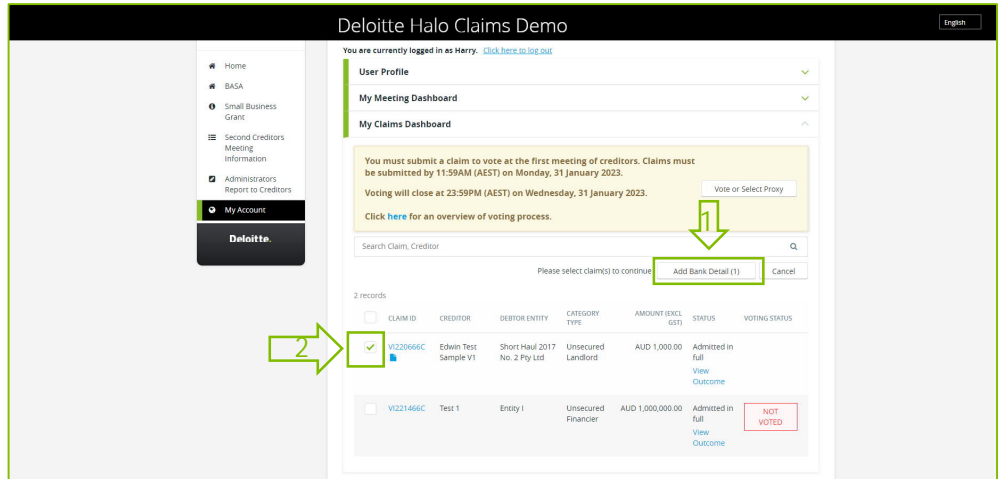 Deloitte Halo Claims Demo
English
You are currently logged in as Harry. Click here to log out
Home
BASA
Small Business
Grant
Second Creditors
Meeting
Information
Administrators
Report to Creditors
My Account
Deloitte.
User Profile
My Meeting Dashboard
My Claims Dashboard
You must submit a claim to vote at the first meeting of creditors. Claims must
be submitted by 11:59AM (AEST) on Monday, 31 January 2023.
Voting will close at 23:59PM (AEST) on Wednesday, 31 January 2023.
Vote or Select Proxy
Click here for an overview of voting process.
1
Search Claim, Creditor
Please select claim(s) to continue Add Bank Detail (1) Cancel
2 records
CLAIM ID CREDITOR DEBTOR ENTITY CATEGORY TYPE AMOUNT (EXCL GST) STATUS VOTING STATUS
2
VI220666C Edwin Test Short Haul 2017 Unsecured AUD 1,000.00 Admitted in
Sample V1 No. 2 Pty Ltd Landlord full
View
Outcome
VI221466C Test 1 Entity I Unsecured AUD 1,000,000.00 Admitted in NOT
Financier full VOTED
View
Outcome